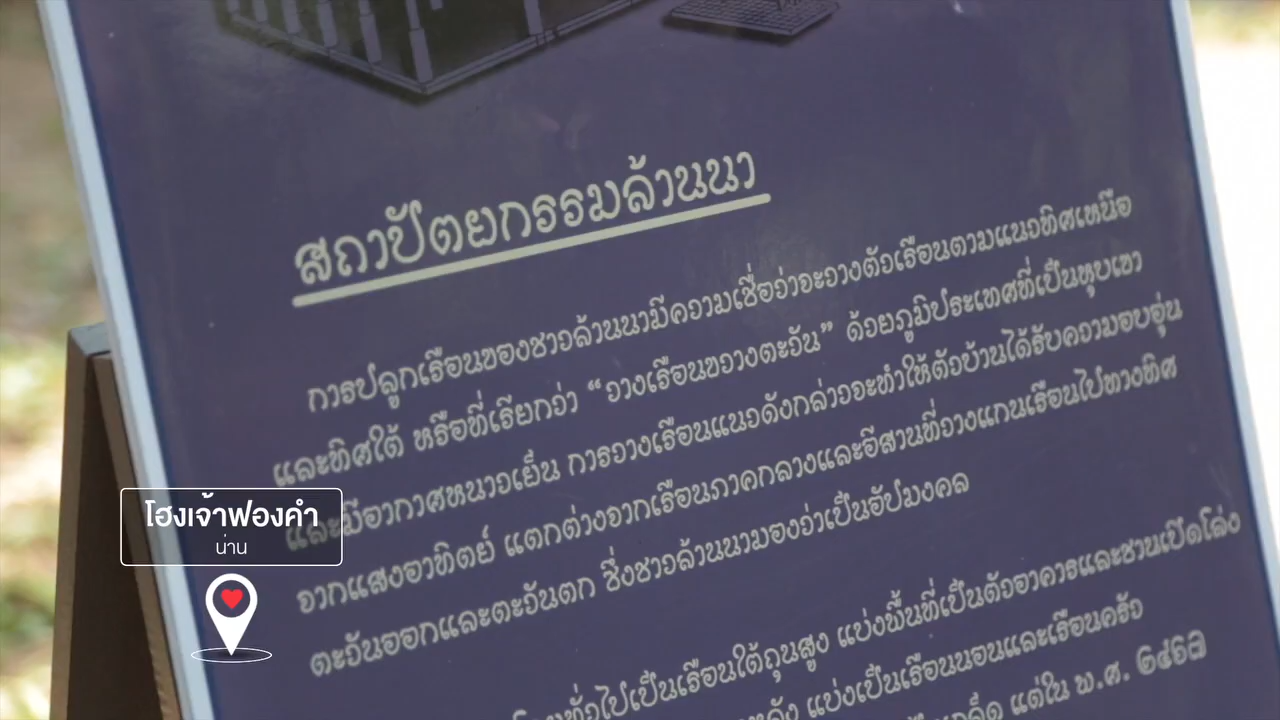 สถาปัตยกรรมล้านนา
การปลูกเรือนของชาวล้านนามีความเชื่อว่าจะวางตัวเรือนตามแนวทิศเหนือ
และทิศใต้ หรือที่เรียกว่า “วางเรือนขวางตะวัน” ด้วยภูมิประเทศที่เป็นหุบเขา
และมีอากาศหนาวเย็น การวางเรือนแนวดังกล่าวจะทำให้ตัวบ้านได้รับความอบอุ่น
จากแสงอาทิตย์ แตกต่างจากเรือนภาคกลางและอีสานที่วางแกนเรือนไปทางทิศ
ตะวันออกและตะวันตก ซึ่งชาวล้านนามองว่าเป็นอัปมงคล
ทั่วไปเป็นเรือนใต้ถุนสูง แบ่งพื้นที่เป็นตัวอาคารและชานเปิดโล่ง
แบ่งเป็นเรือนนอนและเรือนครัว
แต่ใน พ.ศ.
โฮงเจ้าฟองคำ
น่าน